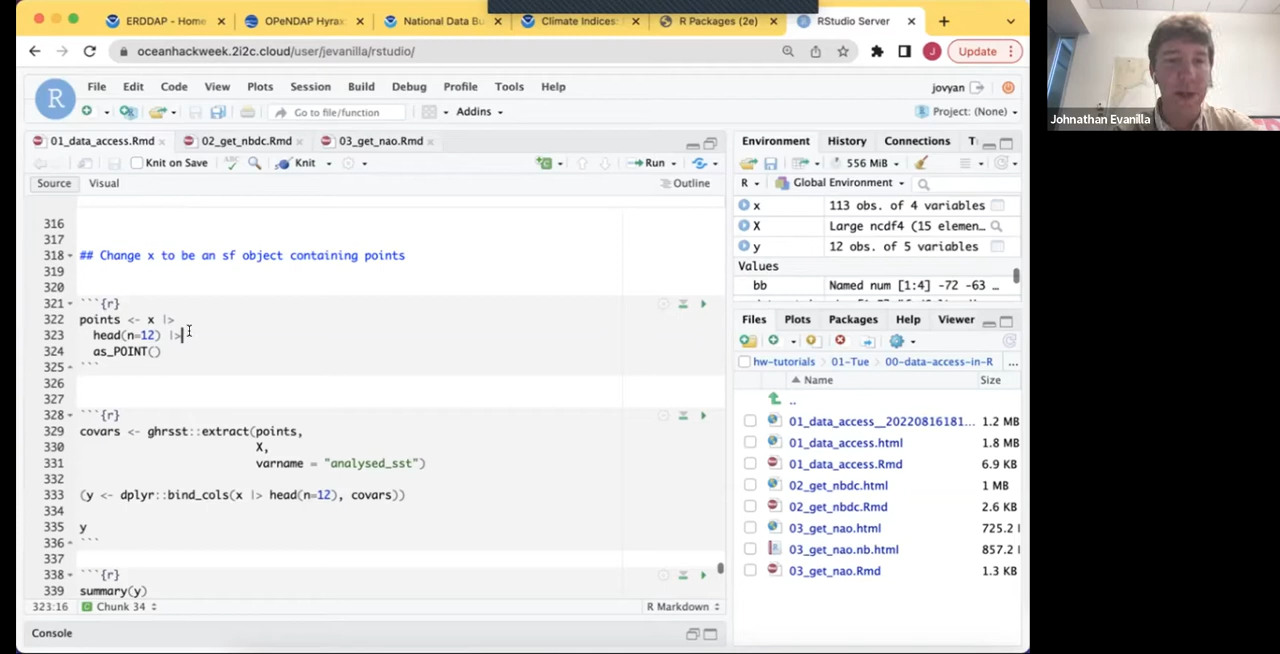 ERDDAP - Home
OPeNDAP Hyrax:
National Data Bu
Climate Indices:
R Packages (2e)
RStudio Server
oceanhackweek.2i2c.cloud/user/jevanilla/rstudio/
J
Update
R
File Edit Code View Plots Session Build Debug Profile Tools Help
jovyan
Go to file/function
Addins
Project: (None)
01_data_access.Rmd
02_get_nbdc.Rmd
03_get_nao.Rmd
Knit on Save
ABC
Knit
Run
Source Visual
Outline
316
317
318 ## Change x to be an sf object containing points
319
320
321 ```{r}
322 points <- x |>
323 head(n=12) |>
324 as_POINT()
325 ```
326
327
328 ```{r}
329 covars <- ghrsst::extract(points,
330 X,
331 varname = "analysed_sst")
332
333 (y <- dplyr::bind_cols(x |> head(n=12), covars))
334
335 y
336 ```
337
338 ```{r}
339 summary(y)
323:16 Chunk 34
R Markdown
Console
Environment History Connections T
556 MiB
R Global Environment
x 113 obs. of 4 variables
X Large ncdf4 (15 elemen…
y 12 obs. of 5 variables
Values
bb Named num [1:4] -72 -63 …
Files Plots Packages Help Viewer
hw-tutorials 01-Tue 00-data-access-in-R ...
Name Size
..
01_data_access__20220816181... 1.2 MB
01_data_access.html 1.8 MB
01_data_access.Rmd 6.9 KB
02_get_nbdc.html 1 MB
02_get_nbdc.Rmd 2.6 KB
03_get_nao.html 725.2
03_get_nao.nb.html 857.2
03_get_nao.Rmd 1.3 KB
Johnathan Evanilla